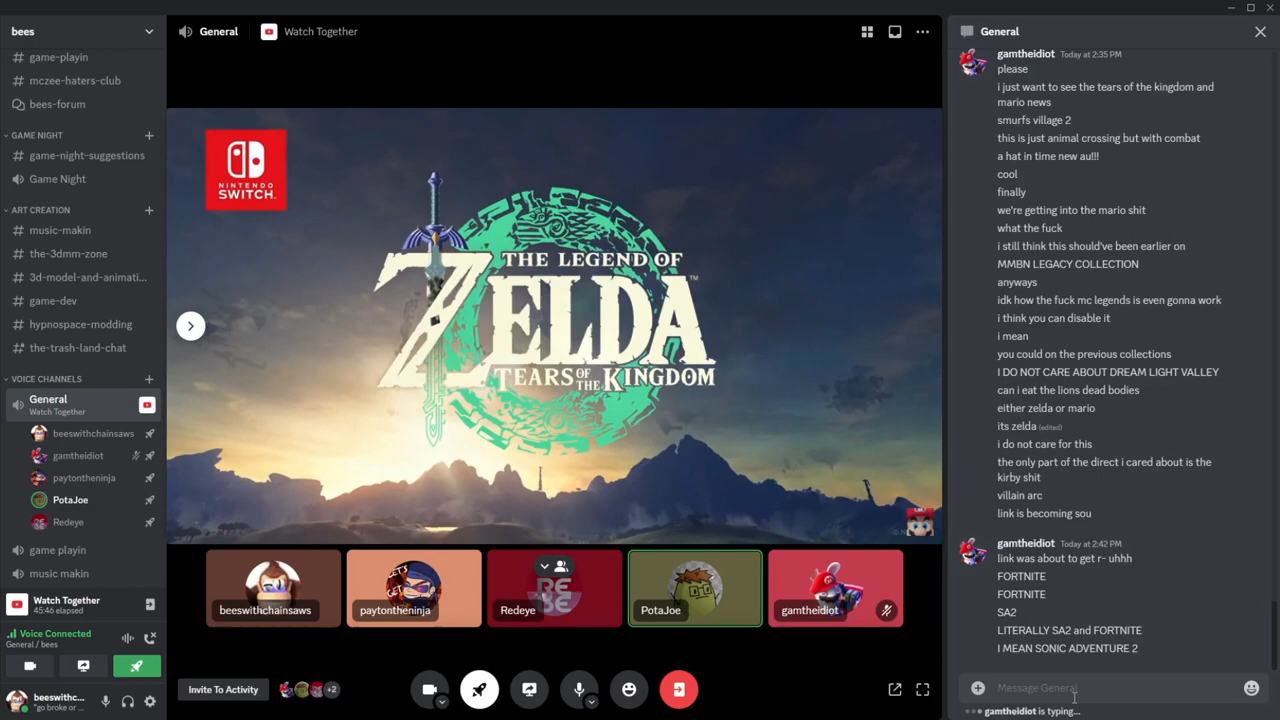 bees
General
Watch Together
General
game-playin
mczee-haters-club
bees-forum
GAME NIGHT
game-night-suggestions
Game Night
ART CREATION
music-makin
the-3dmm-zone
3d-model-and-animati...
game-dev
hypnospace-modding
the-trash-land-chat
VOICE CHANNELS
General
Watch Together
beeswithchainsaws
gamtheidiot
paytontheninja
PotaJoe
Redeye
game playin
music makin
Watch Together
45:46 elapsed
Voice Connected
General / bees
beeswithc...
"go broke or ...
NINTENDO
SWITCH
THE LEGEND OF
ZELDA
TM
TEARS OF THE KINGDOM
LETS
GET
RE
DE
beeswithchainsaws
paytontheninja
Redeye
PotaJoe
gamtheidiot
Invite To Activity
+2
gamtheidiot Today at 2:35 PM
please
i just want to see the tears of the kingdom and
mario news
smurfs village 2
this is just animal crossing but with combat
a hat in time new au!!!
cool
finally
we're getting into the mario shit
what the fuck
i still think this should've been earlier on
MMBN LEGACY COLLECTION
anyways
idk how the fuck mc legends is even gonna work
i think you can disable it
i mean
you could on the previous collections
I DO NOT CARE ABOUT DREAM LIGHT VALLEY
can i eat the lions dead bodies
either zelda or mario
its zelda (edited)
i do not care for this
the only part of the direct i cared about is the
kirby shit
villain arc
link is becoming sou
gamtheidiot Today at 2:42 PM
link was about to get r- uhhh
FORTNITE
FORTNITE
SA2
LITERALLY SA2 and FORTNITE
I MEAN SONIC ADVENTURE 2
Message General
gamtheidiot is typing...